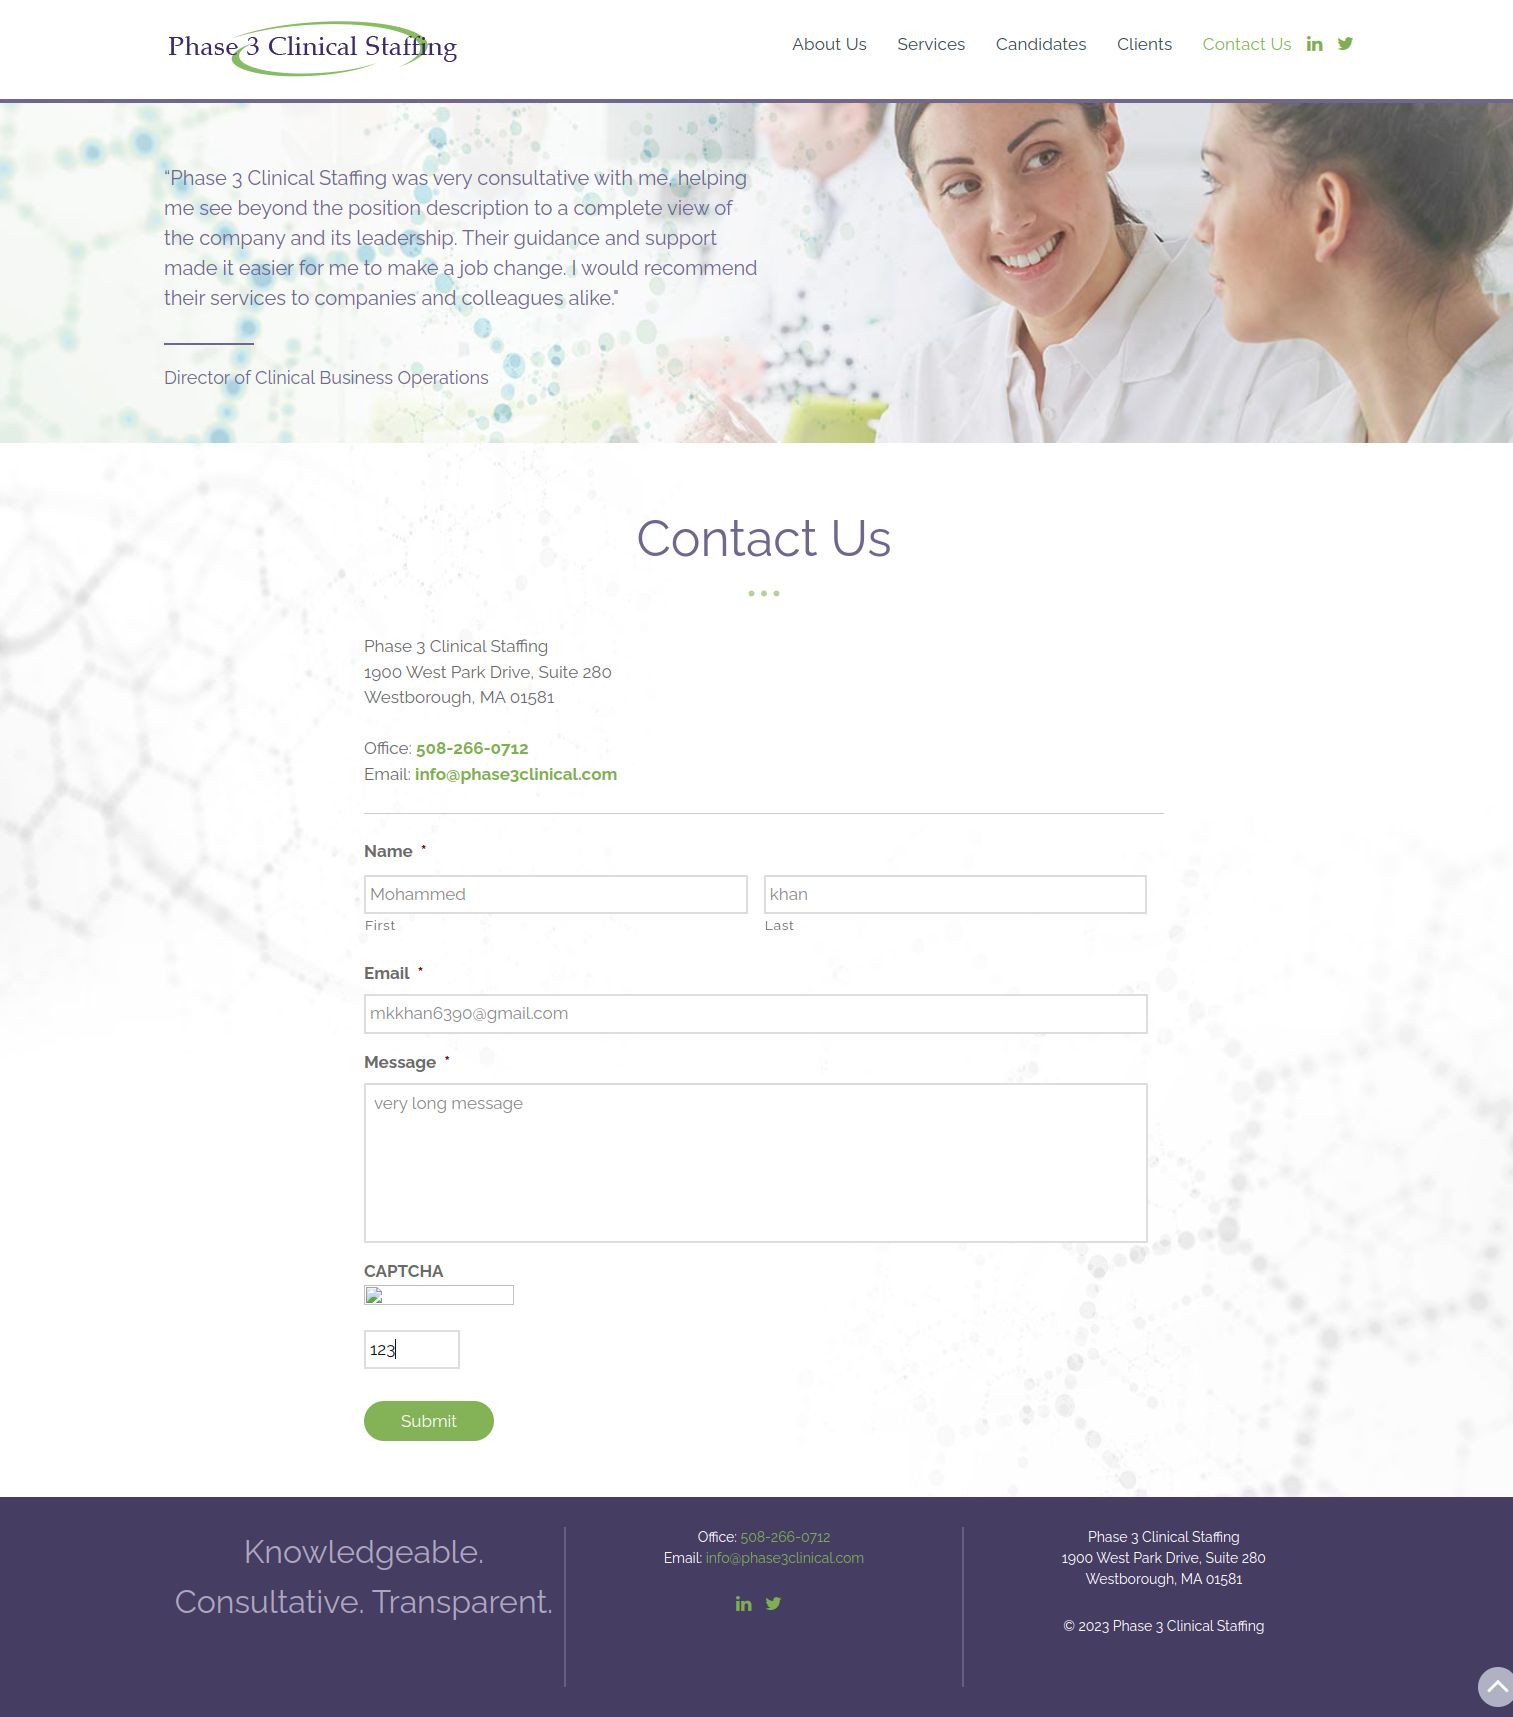 Phase 3 Clinical Staffing
About Us Services Candidates Clients Contact Us
“Phase 3 Clinical Staffing was very consultative with me, helping
me see beyond the position description to a complete view of
the company and its leadership. Their guidance and support
made it easier for me to make a job change. I would recommend
their services to companies and colleagues alike."
Director of Clinical Business Operations
Contact Us
Phase 3 Clinical Staffing
1900 West Park Drive, Suite 280
Westborough, MA 01581
Office: 508-266-0712
Email: info@phase3clinical.com
Name *
Mohammed khan
First Last
Email *
mkkhan6390@gmail.com
Message *
very long message
CAPTCHA
123
Submit
Knowledgeable.
Consultative. Transparent.
Office: 508-266-0712
Email: info@phase3clinical.com
Phase 3 Clinical Staffing
1900 West Park Drive, Suite 280
Westborough, MA 01581
© 2023 Phase 3 Clinical Staffing